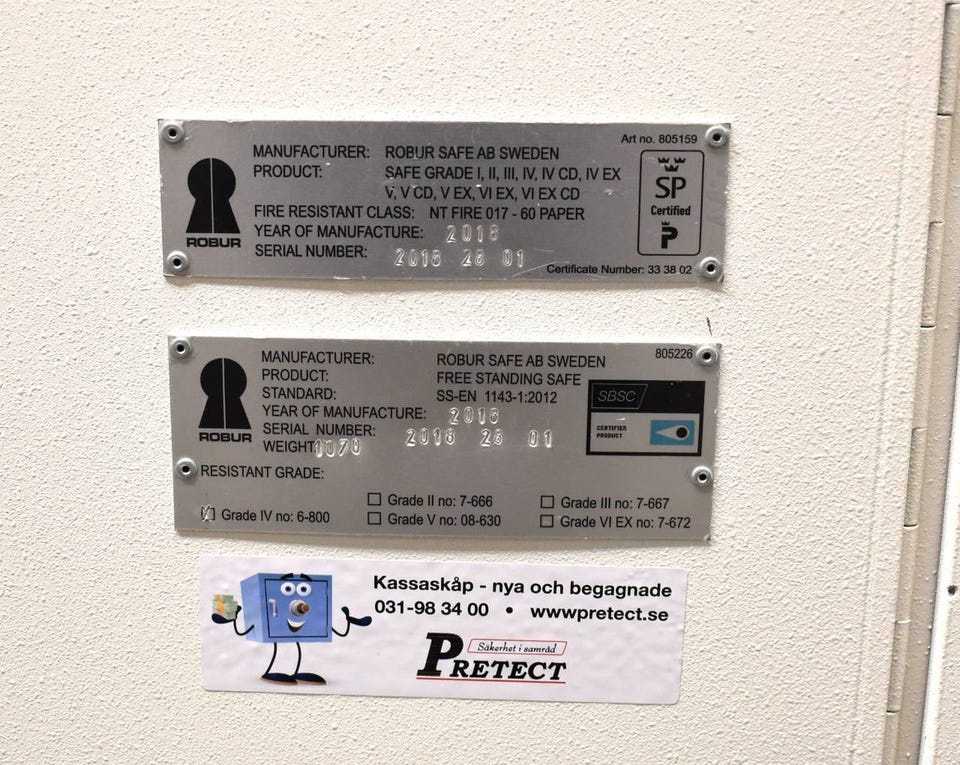 Art no. 805159
MANUFACTURER: ROBUR SAFE AB SWEDEN
PRODUCT: SAFE GRADE I, II, III, IV, IV CD, IV EX
V, V CD, V EX, VI EX, VI EX CD
FIRE RESISTANT CLASS: NT FIRE 017 - 60 PAPER
YEAR OF MANUFACTURE: 2018
SERIAL NUMBER: 2018 28 01
ROBUR
SP
Certified
P
Certificate Number: 33 38 02
805226
MANUFACTURER: ROBUR SAFE AB SWEDEN
PRODUCT: FREE STANDING SAFE
STANDARD: SS-EN 1143-1:2012
YEAR OF MANUFACTURE: 2018
SERIAL NUMBER: 2018 28 01
WEIGHT:
ROBUR
SBSC
CERTIFIED
PRODUCT
RESISTANT GRADE:
Grade II no: 7-666 Grade III no: 7-667
Grade IV no: 6-800 Grade V no: 08-630 Grade VI EX no: 7-672
Kassaskåp - nya och begagnade
031-98 34 00 • wwwpretect.se
Säkerhet i samråd
PRETECT